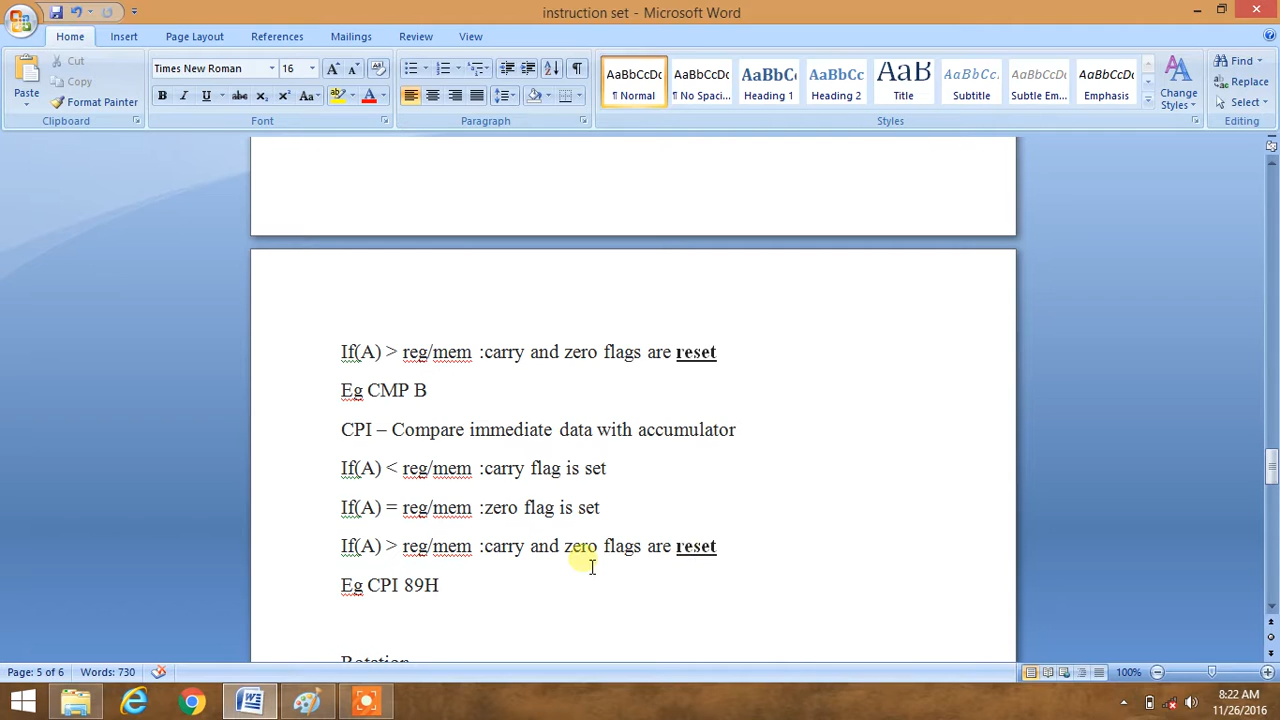 instruction set - Microsoft Word
Home Insert Page Layout References Mailings Review View
Paste
Cut
Copy
Format Painter
Clipboard
Times New Roman 16
Font
Paragraph
AaBbCcDc AaBbCcDc AaBbCc AaBbCc AaB AaBbCcL AaBbCcDc AaBbCcDc
¶ Normal ¶ No Spaci... Heading 1 Heading 2 Title Subtitle Subtle Em... Emphasis
Change
Styles
Styles
Find
Replace
Select
Editing
If(A) > reg/mem :carry and zero flags are reset
Eg CMP B
CPI – Compare immediate data with accumulator
If(A) < reg/mem :carry flag is set
If(A) = reg/mem :zero flag is set
If(A) > reg/mem :carry and zero flags are reset
Eg CPI 89H
Rotation
Page: 5 of 6 Words: 730 100%
8:22 AM
11/26/2016